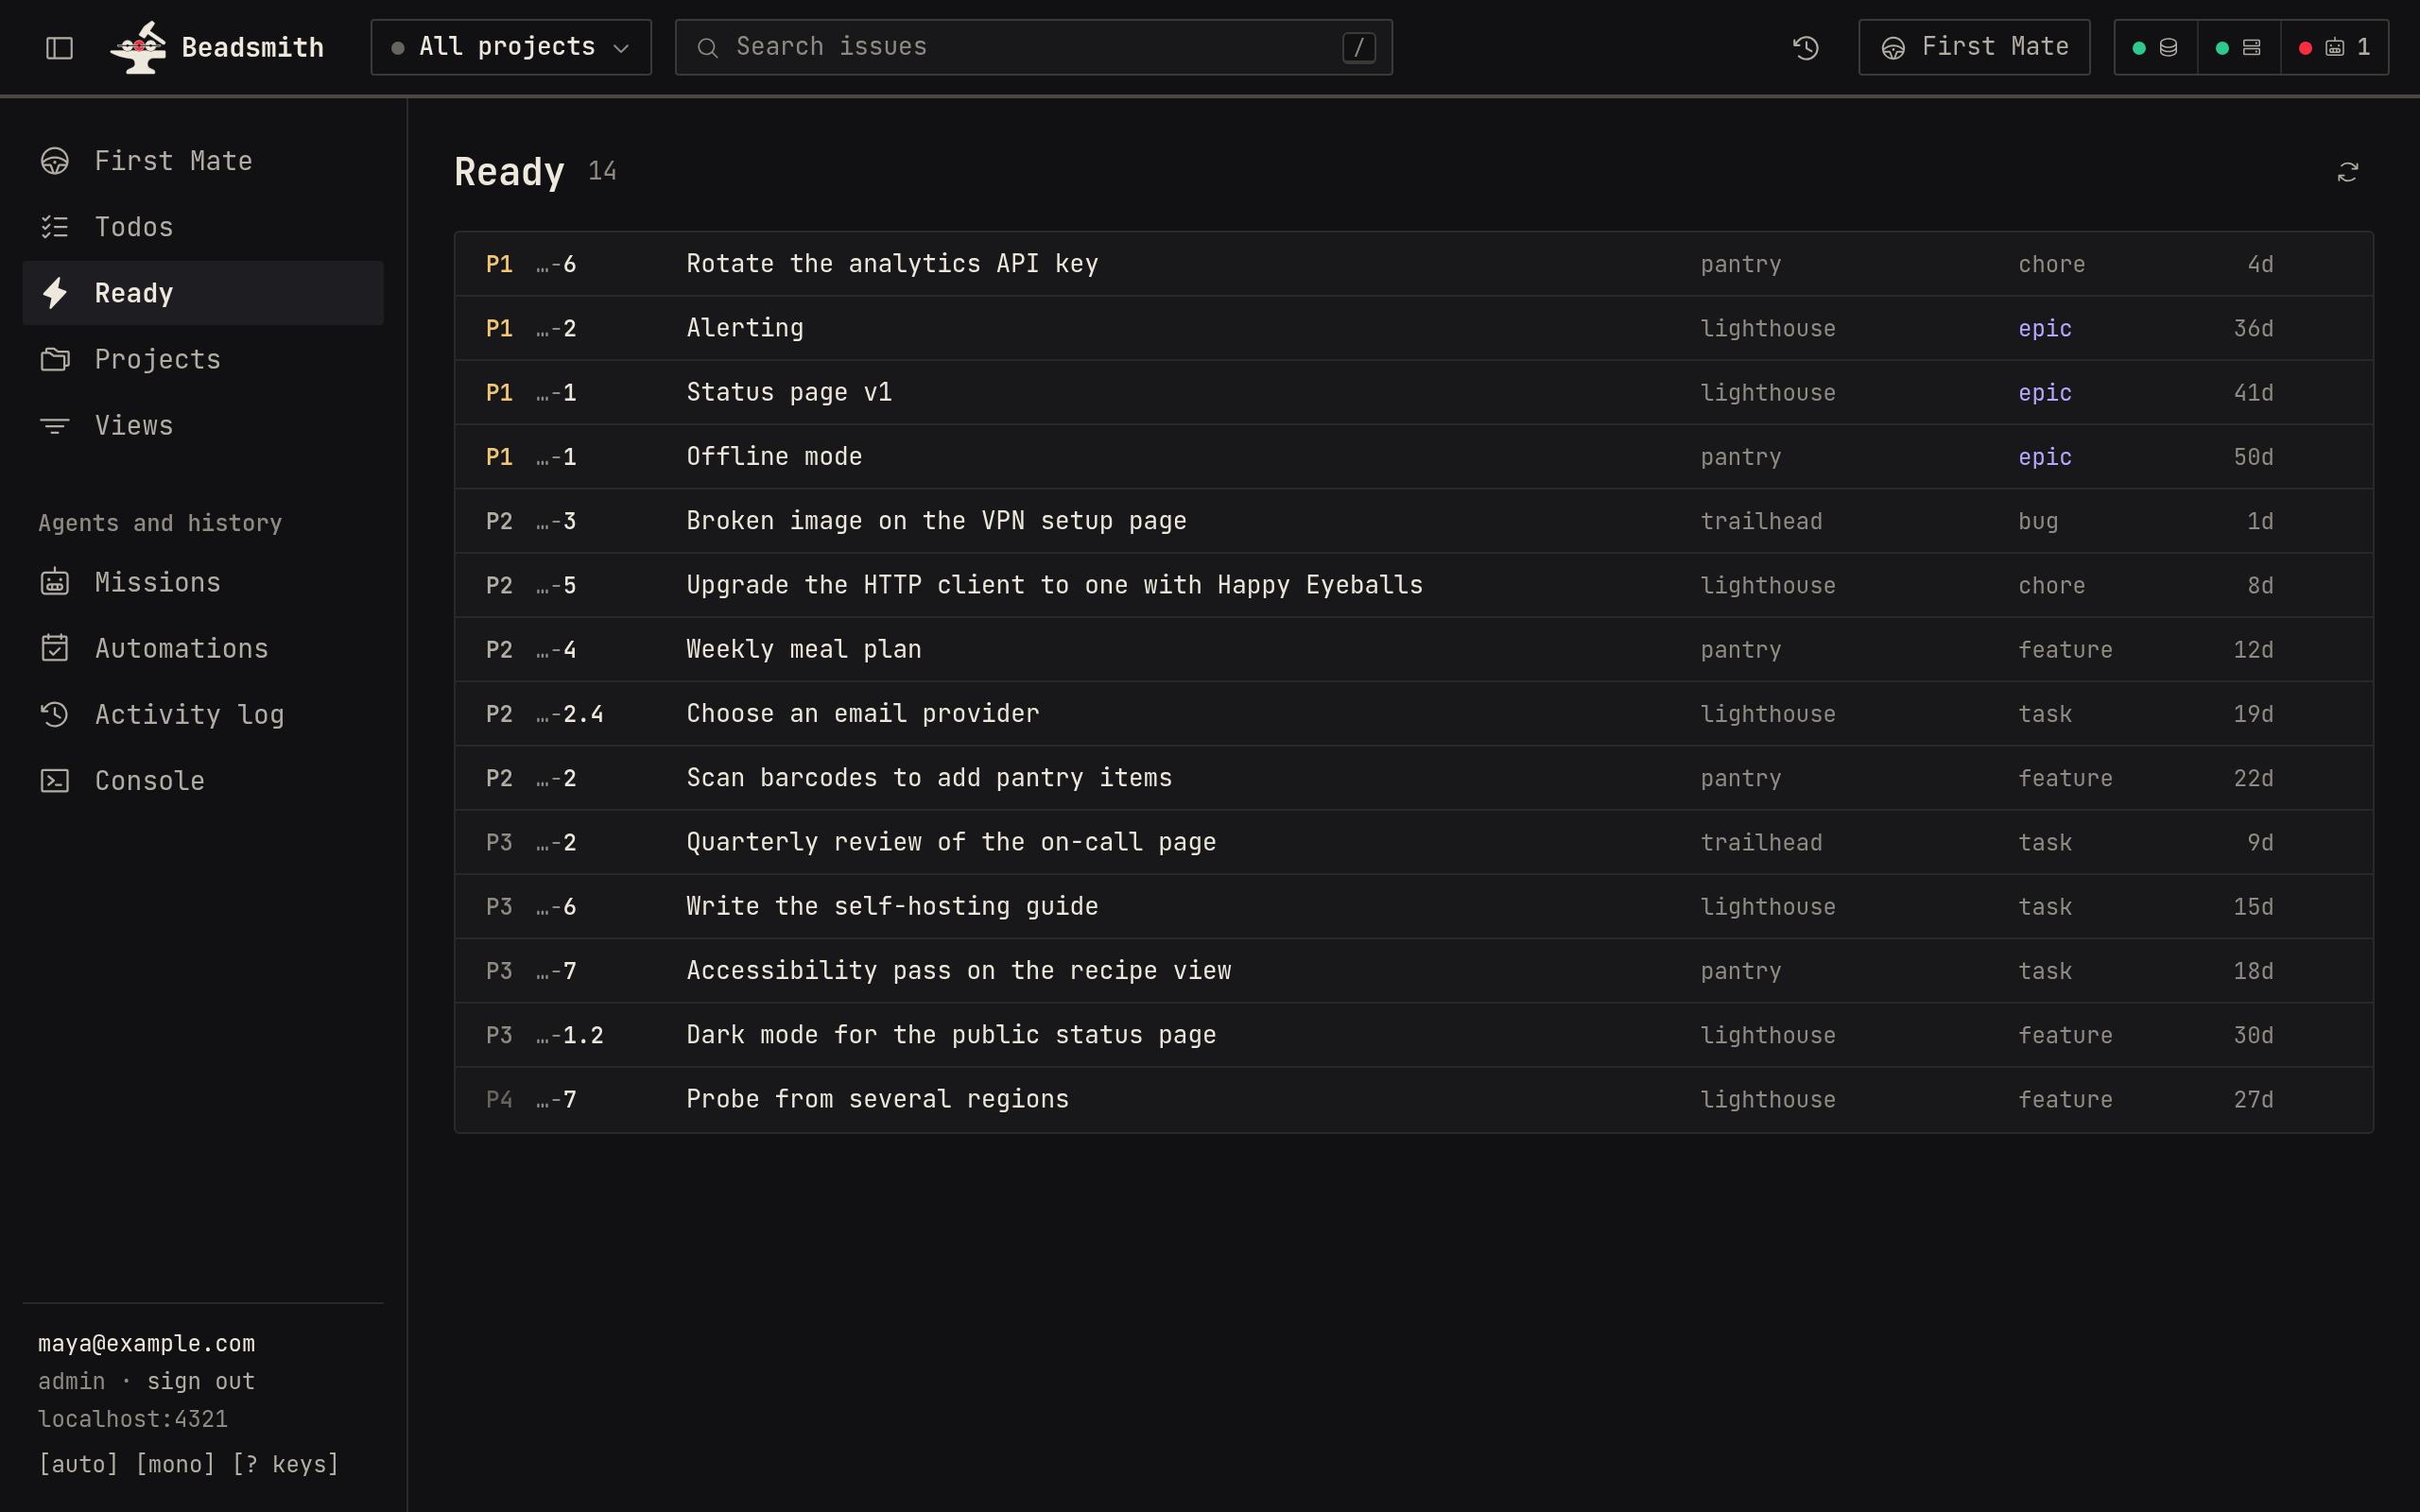 Beadsmith
All projects
Search issues
/
First Mate
1
First Mate
Todos
Ready
Projects
Views
Agents and history
Missions
Automations
Activity log
Console
maya@example.com
admin · sign out
localhost:4321
[auto] [mono] [? keys]
Ready 14
P1 …-6 Rotate the analytics API key pantry chore 4d
P1 …-2 Alerting lighthouse epic 36d
P1 …-1 Status page v1 lighthouse epic 41d
P1 …-1 Offline mode pantry epic 50d
P2 …-3 Broken image on the VPN setup page trailhead bug 1d
P2 …-5 Upgrade the HTTP client to one with Happy Eyeballs lighthouse chore 8d
P2 …-4 Weekly meal plan pantry feature 12d
P2 …-2.4 Choose an email provider lighthouse task 19d
P2 …-2 Scan barcodes to add pantry items pantry feature 22d
P3 …-2 Quarterly review of the on-call page trailhead task 9d
P3 …-6 Write the self-hosting guide lighthouse task 15d
P3 …-7 Accessibility pass on the recipe view pantry task 18d
P3 …-1.2 Dark mode for the public status page lighthouse feature 30d
P4 …-7 Probe from several regions lighthouse feature 27d